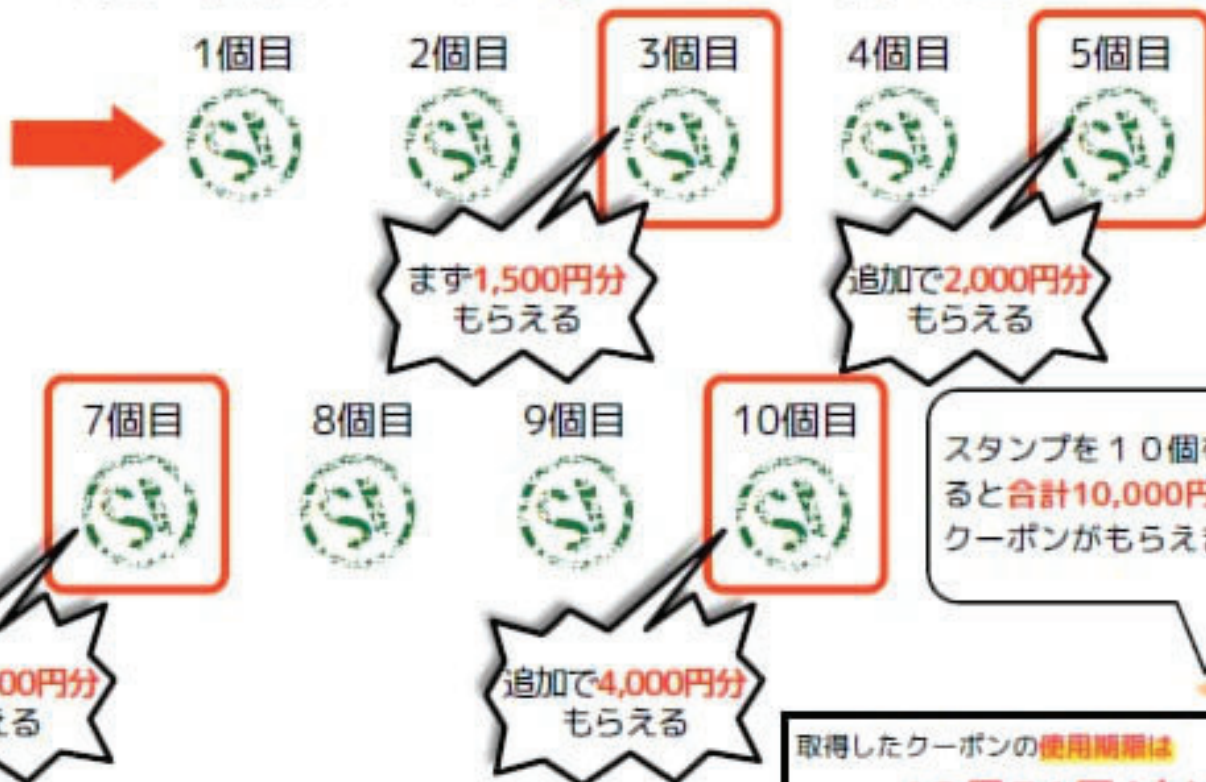 1個目
2個目
3個目
4個目
5個目
まず1,500円分
もらえる
追加で2,000円分
もらえる
7個目
8個目
9個目
10個目
スタンプを１０個
ると合計10,000円
クーポンがもらえ
00円分
える
追加で4,000円分
もらえる
取得したクーポンの使用期限は